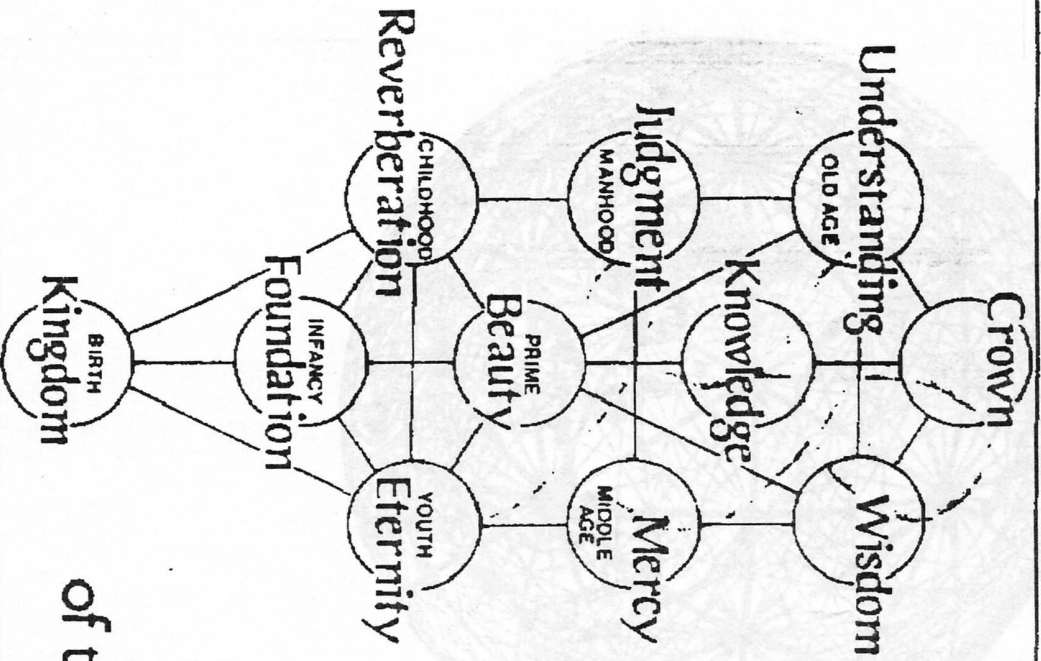 Crown
Understanding
OLD AGE
Wisdom
Knowledge
Judgment
MANHOOD
Mercy
MIDDLE
AGE
PRIME
Beauty
CHILDHOOD
Reverberation
YOUTH
Eternity
INFANCY
Foundation
BIRTH
Kingdom
of